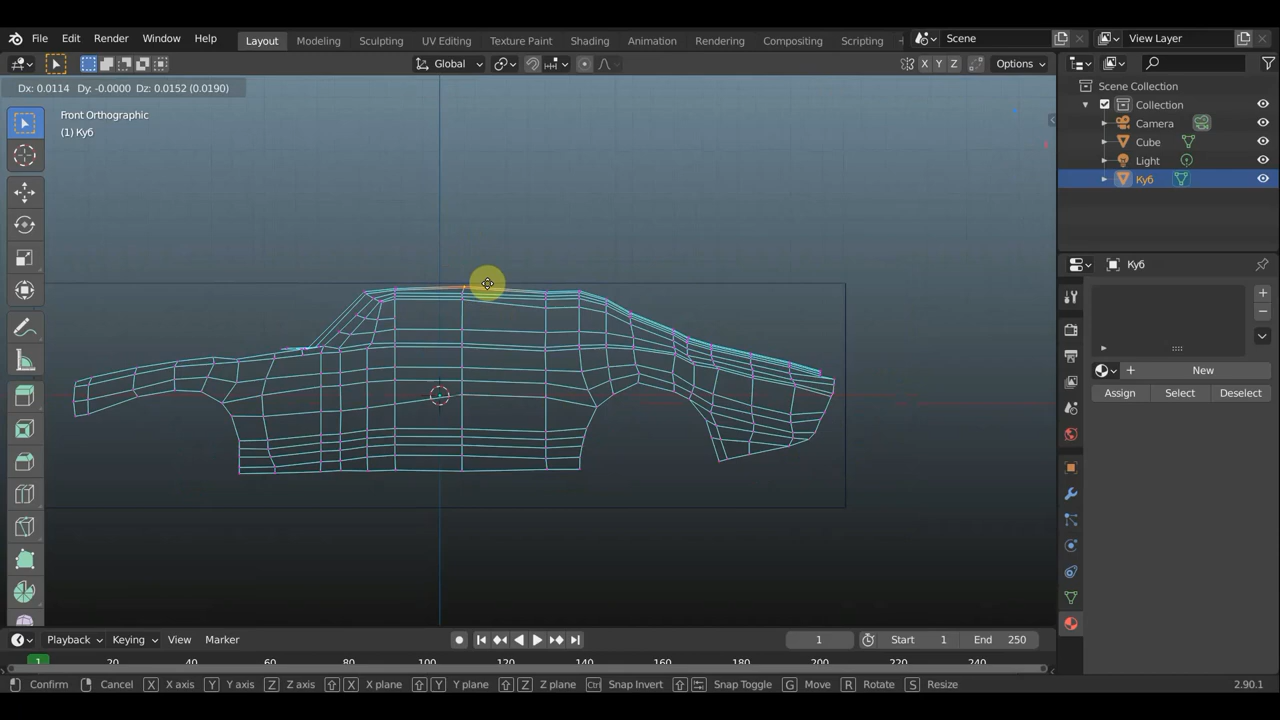 File Edit Render Window Help
Layout Modeling Sculpting UV Editing Texture Paint Shading Animation Rendering Compositing Scripting
Scene
View Layer
Global
X Y Z Options
Dx: 0.0114 Dy: -0.0000 Dz: 0.0152 (0.0190)
Front Orthographic
(1) Куб
Scene Collection
Collection
Camera
Cube
Light
Куб
Куб
New
Assign Select Deselect
Playback Keying View Marker
1 Start 1 End 250
1 20 40 60 80 100 120 140 160 180 200 220 240
Confirm Cancel X X axis Y Y axis Z Z axis X X plane Y Y plane Z Z plane Ctrl Snap Invert Snap Toggle G Move R Rotate S Resize 2.90.1